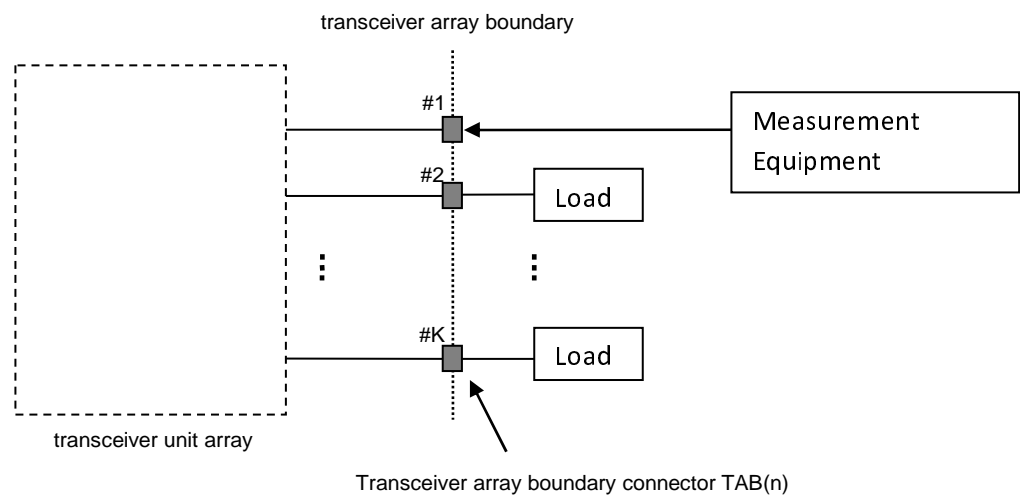 transceiver array boundary
#1
Measurement
Equipment
#2
Load
#K
Load
transceiver unit array
Transceiver array boundary connector TAB(n)